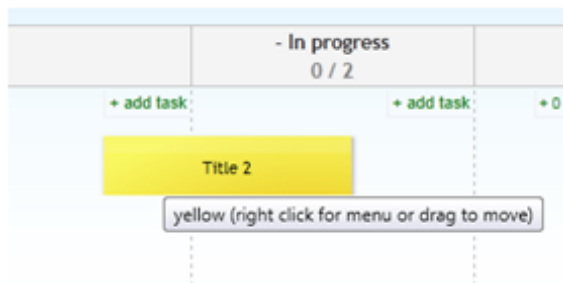 - In progress
0 / 2
+ add task
+ add task
+ 0
Title 2
yellow (right click for menu or drag to move)